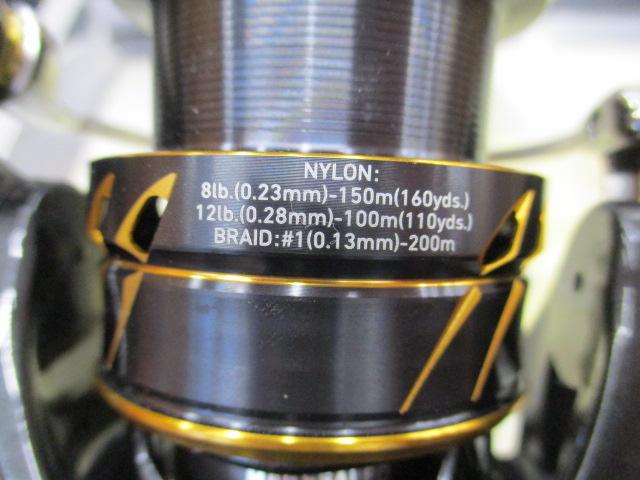 NYLON:
8lb.(0.23mm)-150m(160yds.)
12lb.(0.28mm)-100m(110yds.)
BRAID:#1(0.13mm)-200m